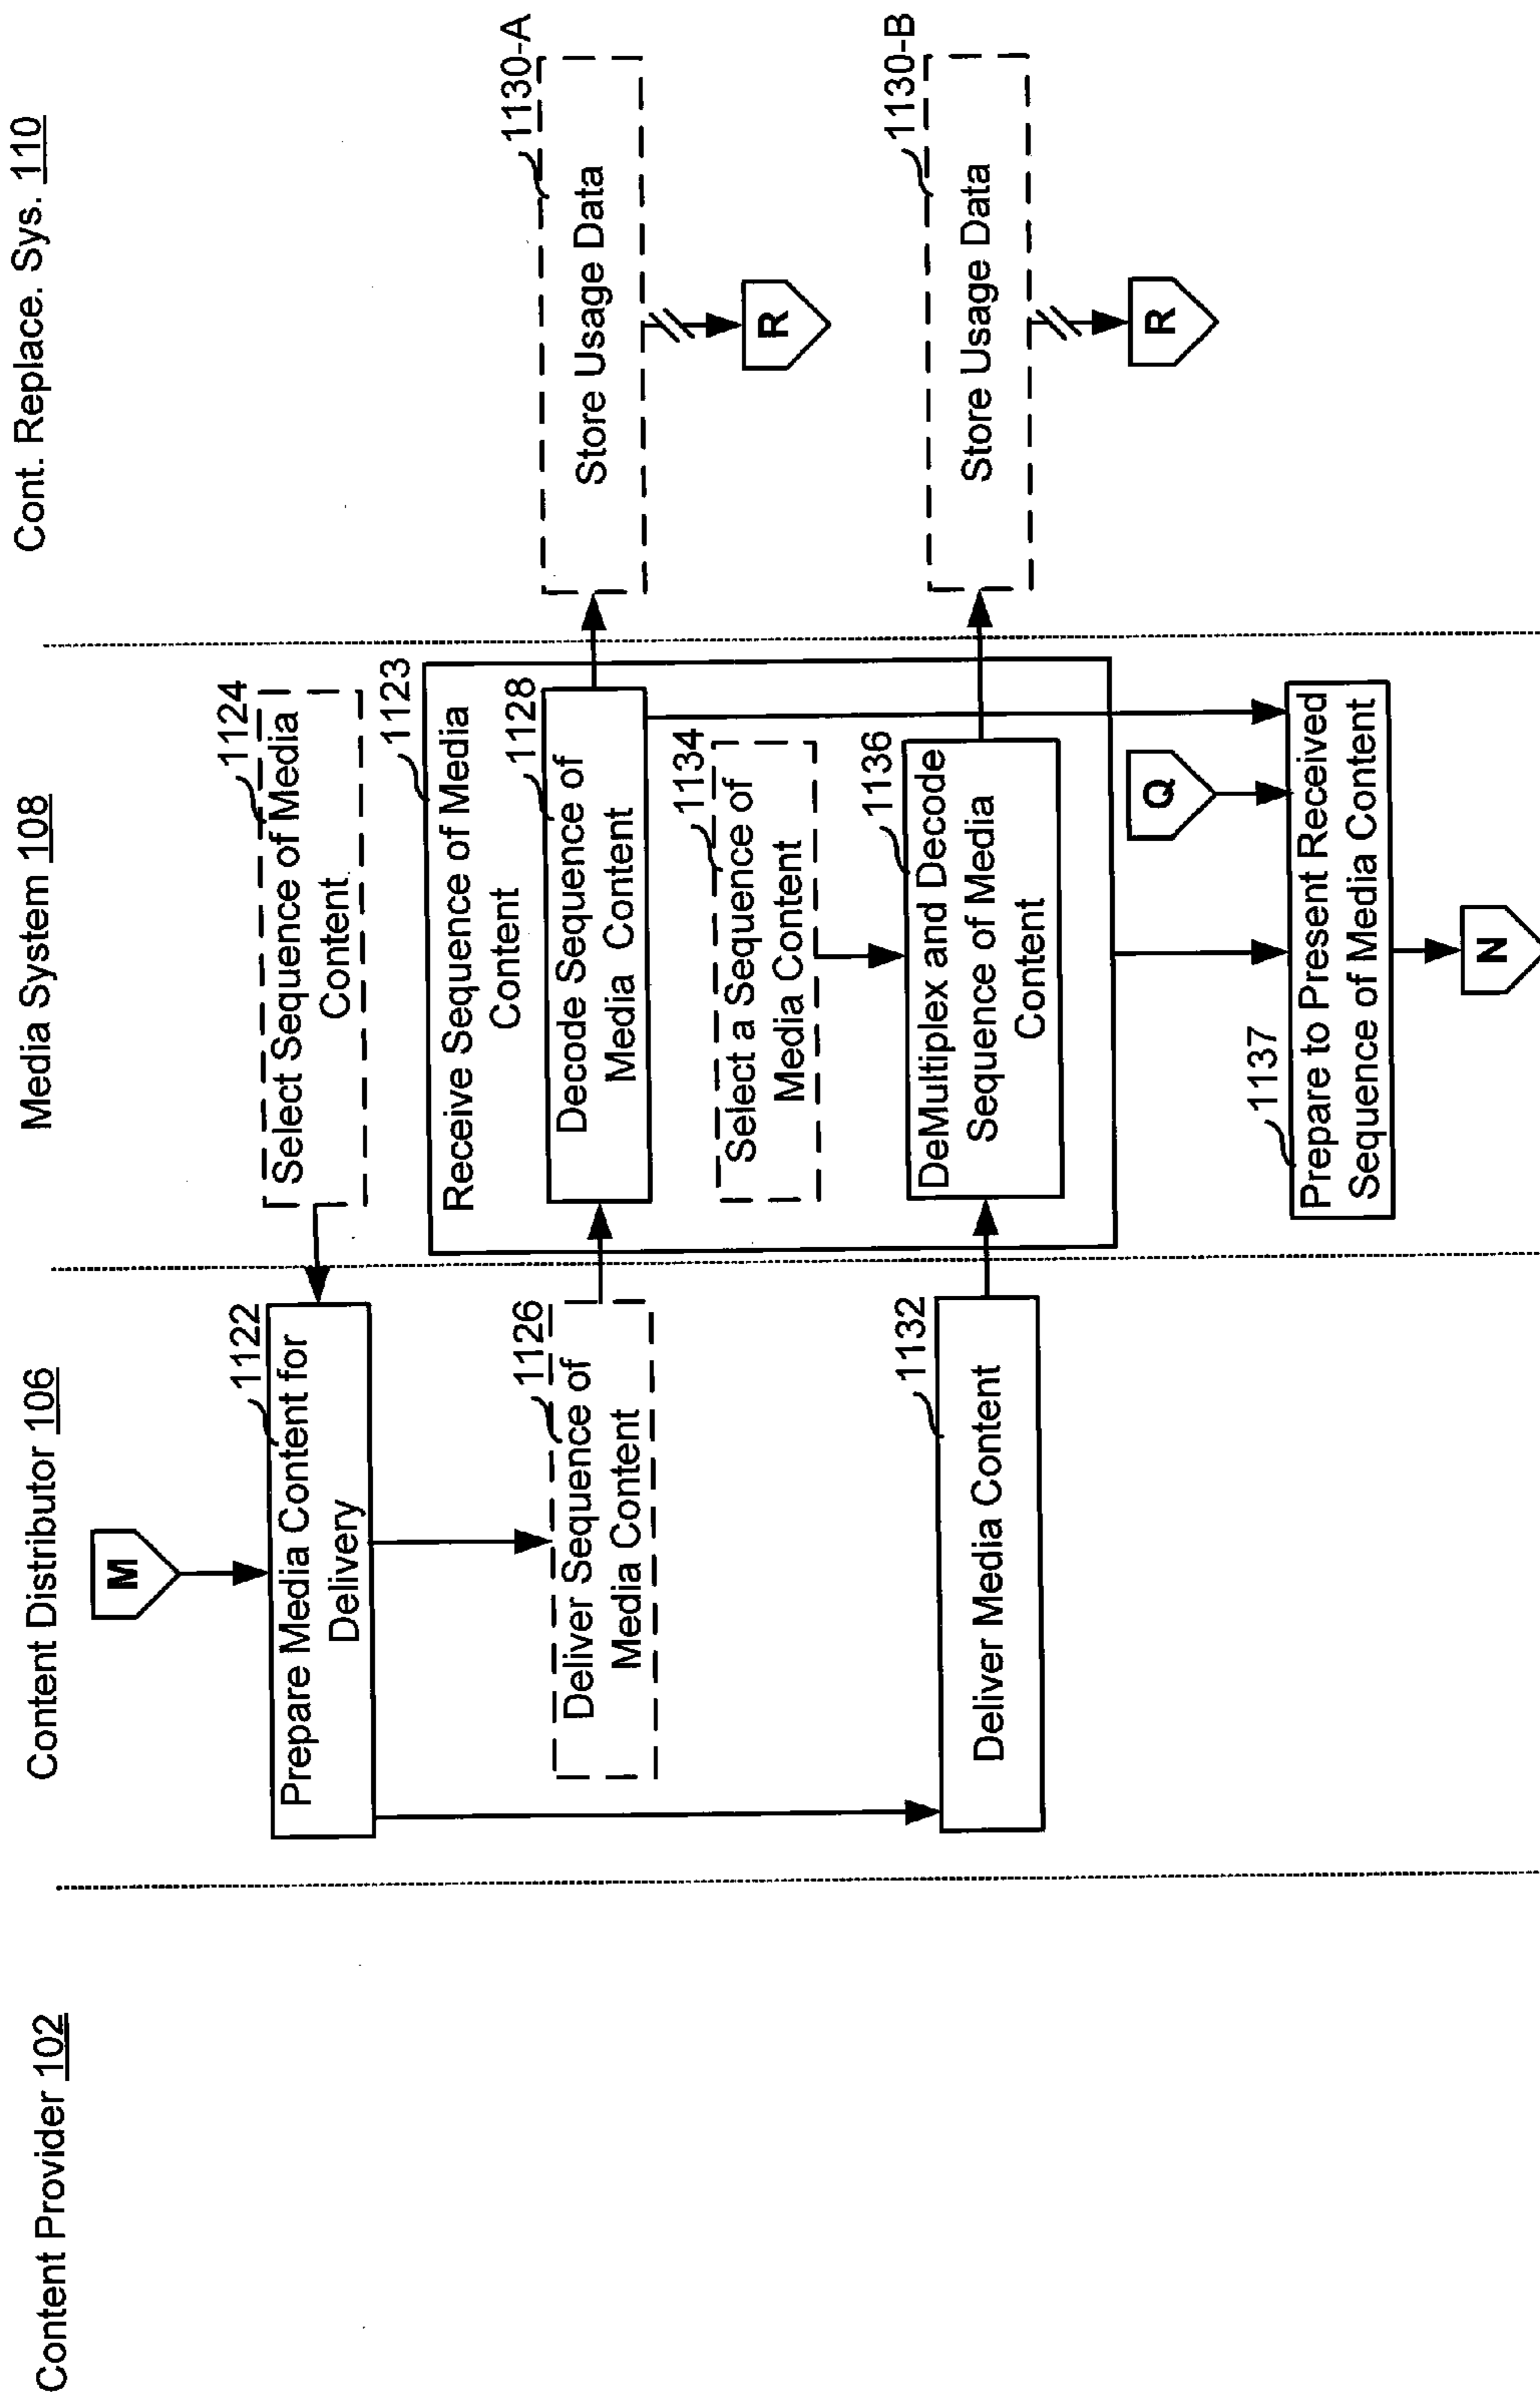 Content Provider 102
Content Distributor 106
Media System 108
Cont. Replace. Sys. 110
M
1122
Prepare Media Content for
Delivery
1124
Select Sequence of Media
Content
1123
Receive Sequence of Media
Content
1126
Deliver Sequence of
Media Content
1128
Decode Sequence of
Media Content
1130-A
Store Usage Data
R
1134
Select a Sequence of
Media Content
1132
Deliver Media Content
1136
DeMultiplex and Decode
Sequence of Media
Content
1130-B
Store Usage Data
R
Q
1137
Prepare to Present Received
Sequence of Media Content
N